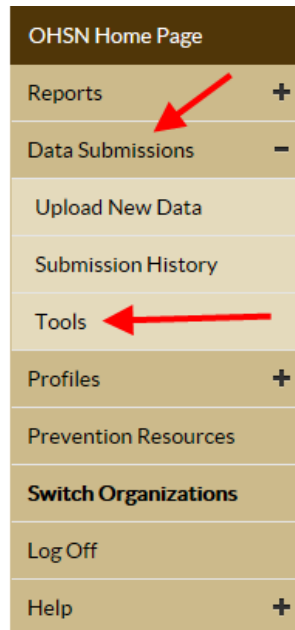 OHSN Home Page
Reports +
Data Submissions -
Upload New Data
Submission History
Tools
Profiles +
Prevention Resources
Switch Organizations
Log Off
Help +